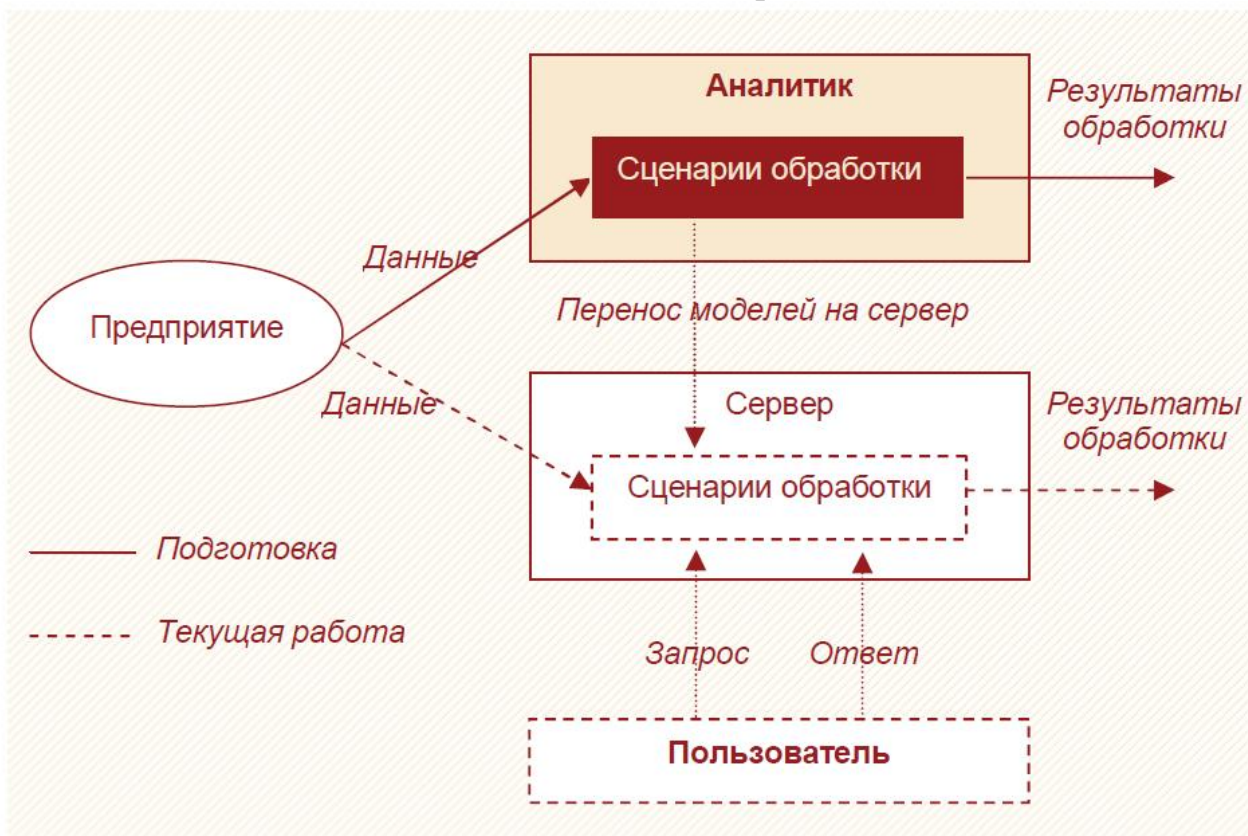 Аналитик
Результаты
обработки
Сценарии обработки
Данные
Предприятие
Перенос моделей на сервер
Данные
Сервер
Результаты
обработки
Сценарии обработки
Подготовка
Текущая работа
Запрос
Ответ
Пользователь